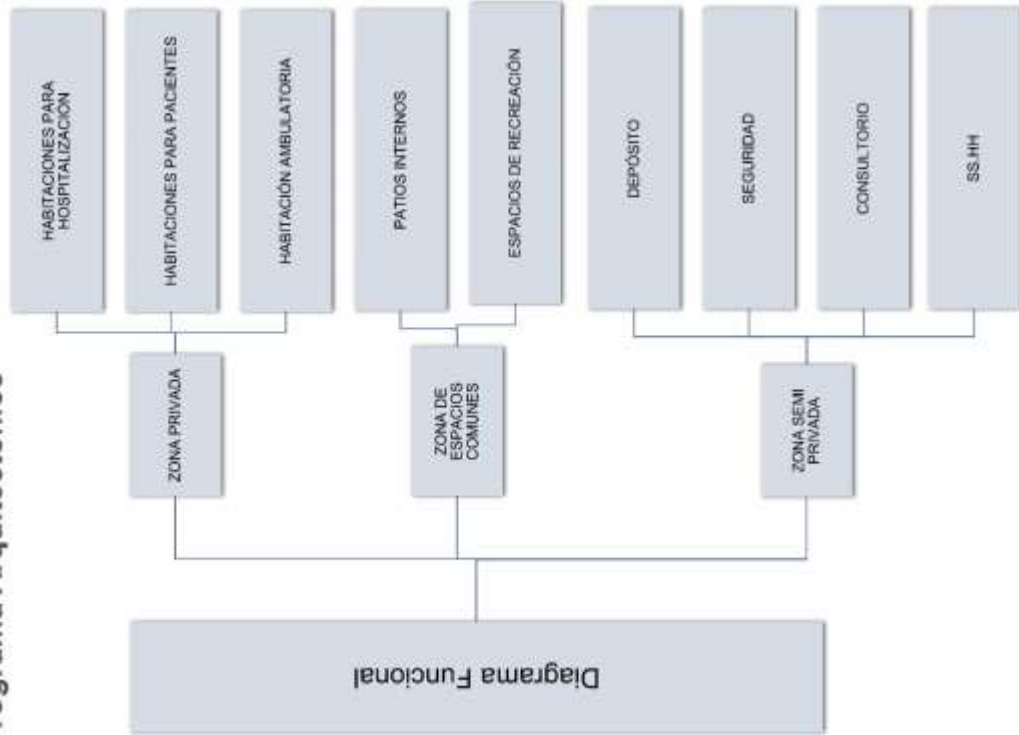 Diagrama Funcional
ZONA PRIVADA
HABITACIONES PARA
HOSPITALIZACIÓN
HABITACIONES PARA PACIENTES
HABITACIÓN AMBULATORIA
ZONA DE
ESPACIOS
COMUNES
PATIOS INTERNOS
ESPACIOS DE RECREACIÓN
ZONA SEMI
PRIVADA
DEPÓSITO
SEGURIDAD
CONSULTORIO
SS.HH